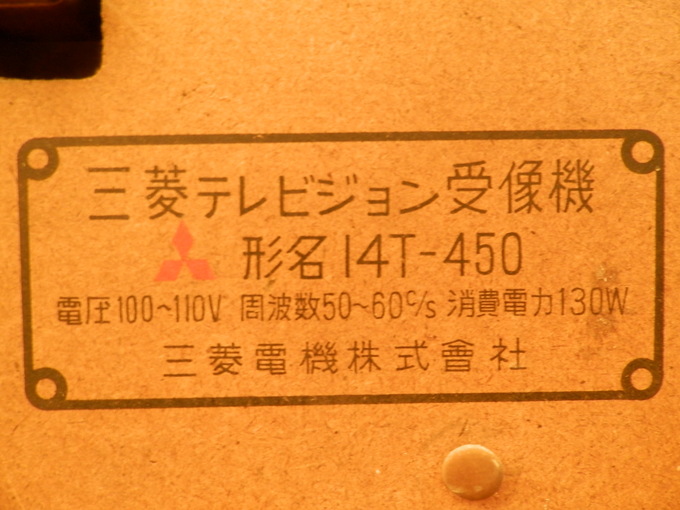 三菱テレビジョン受像機
形名 14T-450
電圧100~110V 周波数50~60c/s 消費電力130W
三菱電機株式會社